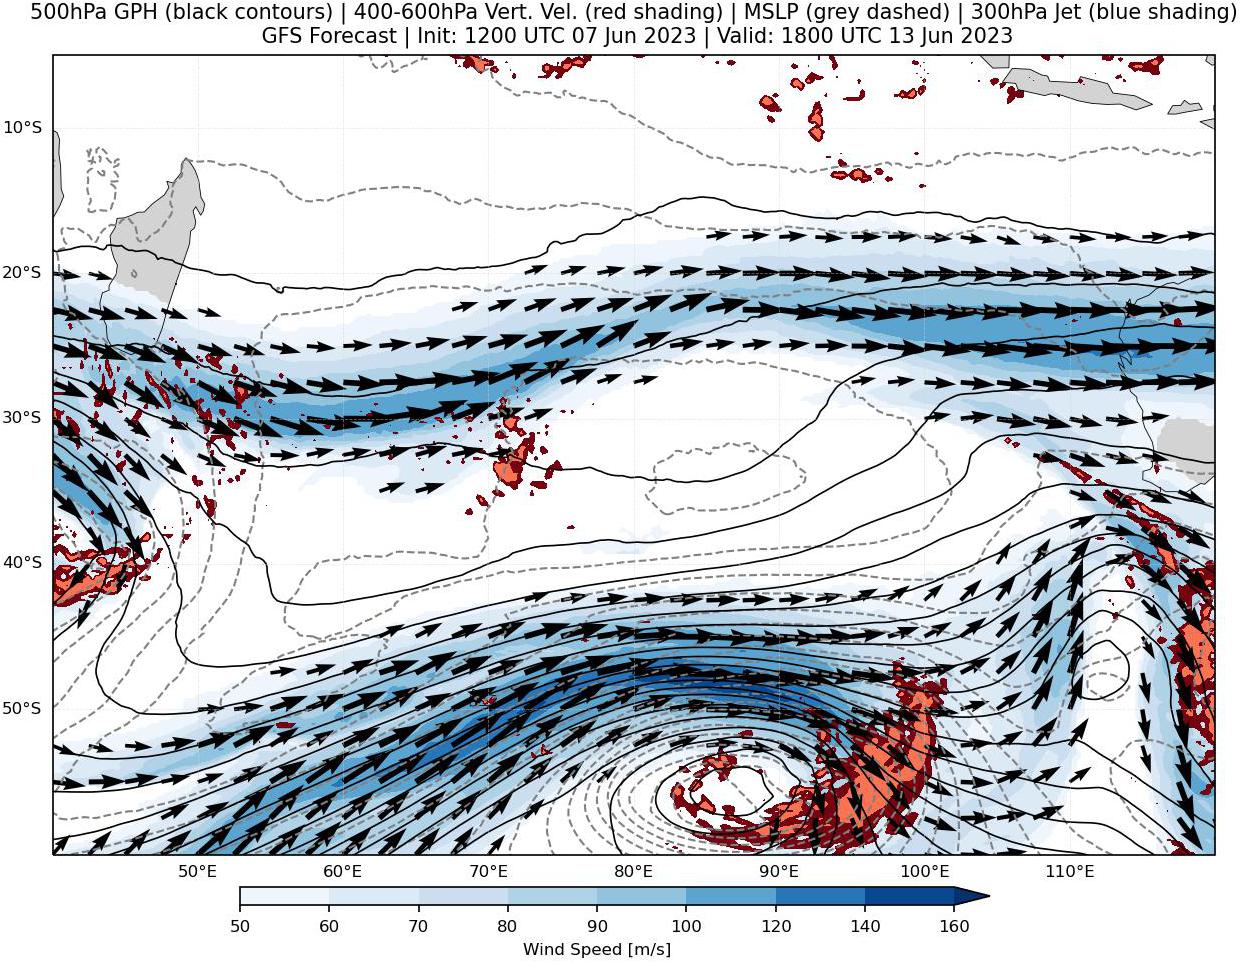 500hPa GPH (black contours) | 400-600hPa Vert. Vel. (red shading) | MSLP (grey dashed) | 300hPa Jet (blue shading)
GFS Forecast | Init: 1200 UTC 07 Jun 2023 | Valid: 1800 UTC 13 Jun 2023
10°S
20°S
30°S
40°S
50°S
50°E 60°E 70°E 80°E 90°E 100°E 110°E
50 60 70 80 90 100 120 140 160
Wind Speed [m/s]